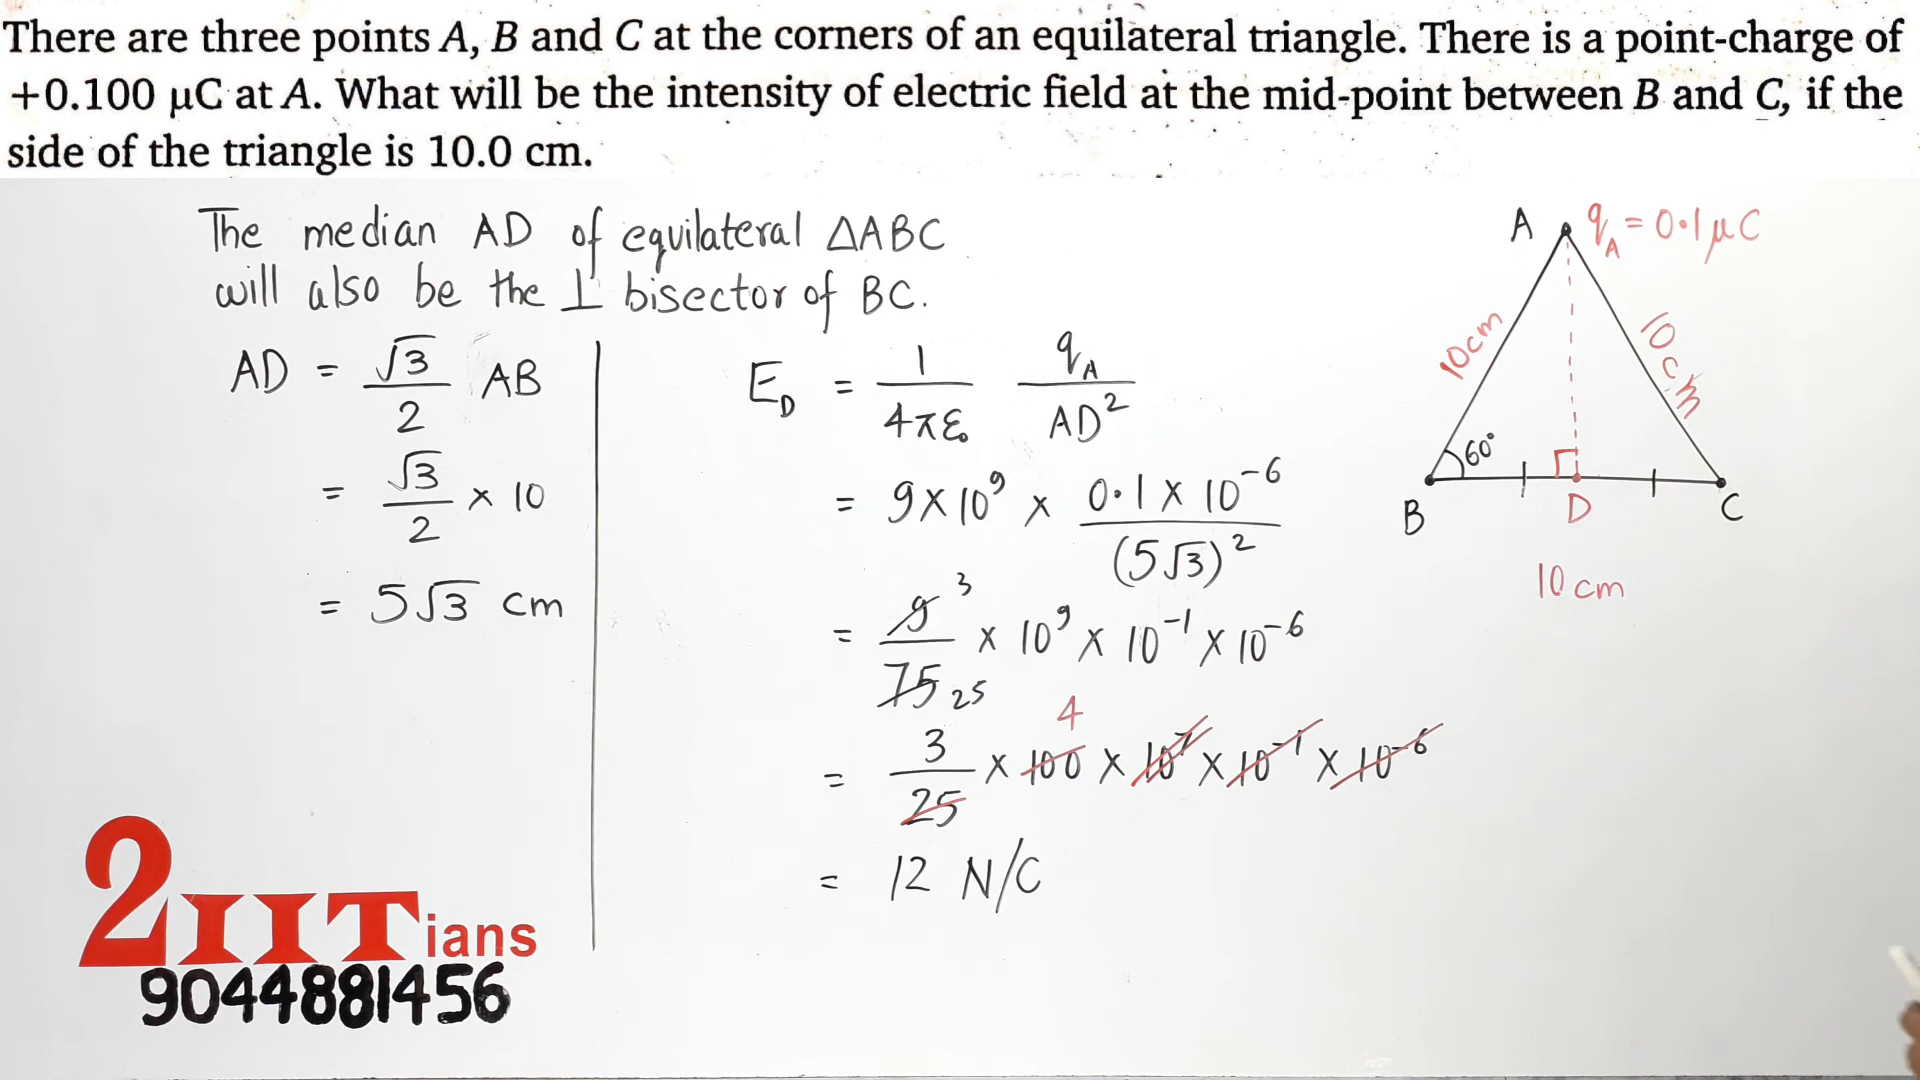 There are three points A, B and C at the corners of an equilateral triangle. There is a point-charge of
+0.100 μC at A. What will be the intensity of electric field at the mid-point between B and C, if the
side of the triangle is 10.0 cm.
The median AD of equilateral ΔABC
will also be the ⊥ bisector of BC.
AD = √3/2 AB
= √3/2 × 10
= 5√3 cm
E_D = 1/4πε₀ q_A/AD²
= 9×10⁹ × 0.1 × 10⁻⁶/(5√3)²
= 9 3/75 25 × 10⁹ × 10⁻¹ × 10⁻⁶
4
= 3/25 × 100 × 10⁷ × 10⁻¹ × 10⁻⁶
= 12 N/C
A q_A = 0.1 μC
10cm
10cm
60°
B D C
10 cm
2IITians
9044881456